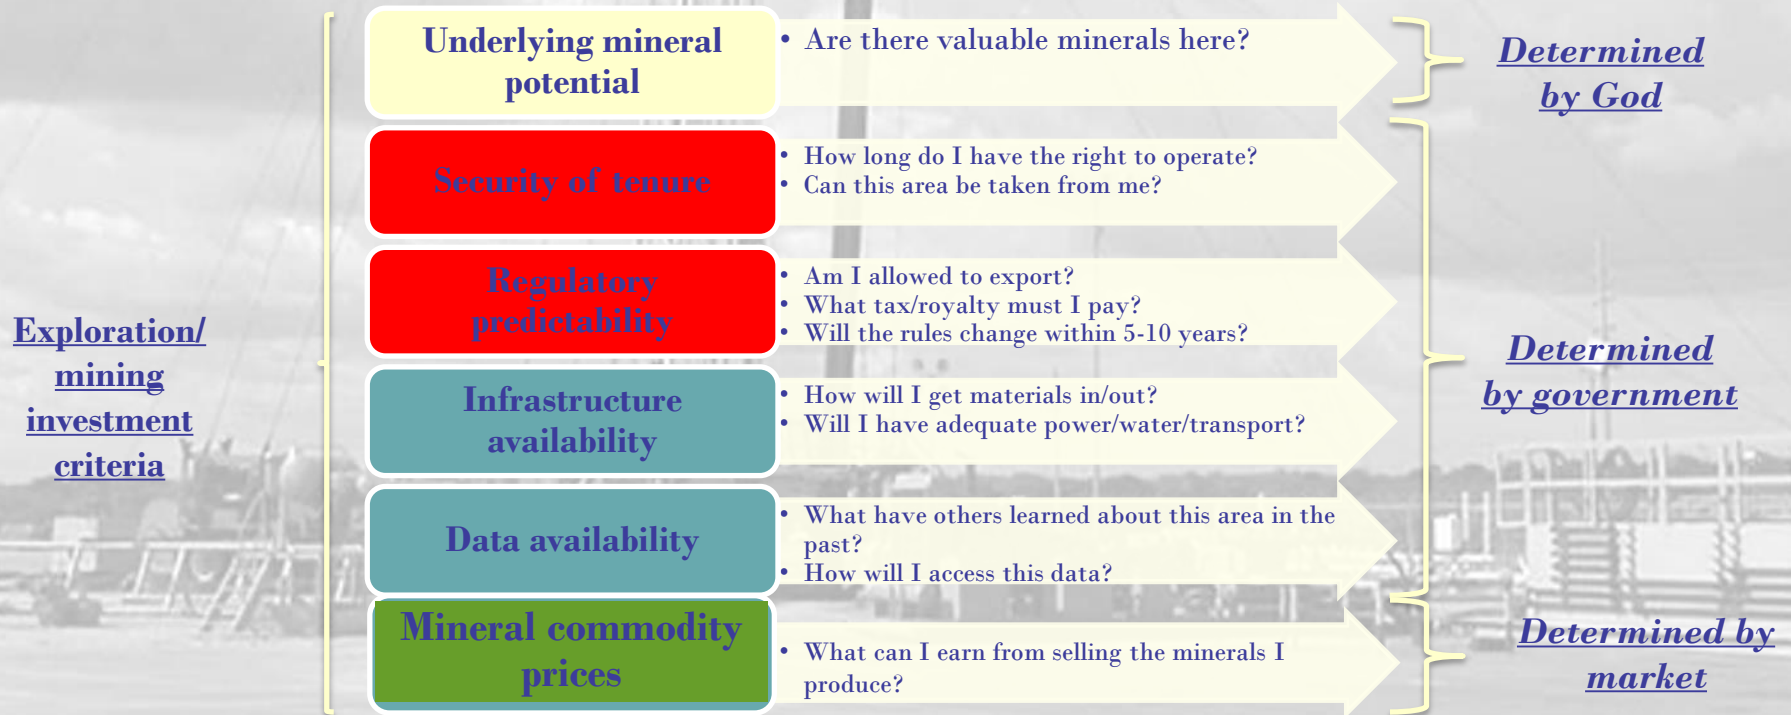 Exploration/
mining
investment
criteria
Underlying mineral
potential
• Are there valuable minerals here?
Determined
by God
Security of tenure
• How long do I have the right to operate?
• Can this area be taken from me?
Regulatory
predictability
• Am I allowed to export?
• What tax/royalty must I pay?
• Will the rules change within 5-10 years?
Infrastructure
availability
• How will I get materials in/out?
• Will I have adequate power/water/transport?
Data availability
• What have others learned about this area in the
past?
• How will I access this data?
Determined
by government
Mineral commodity
prices
• What can I earn from selling the minerals I
produce?
Determined by
market